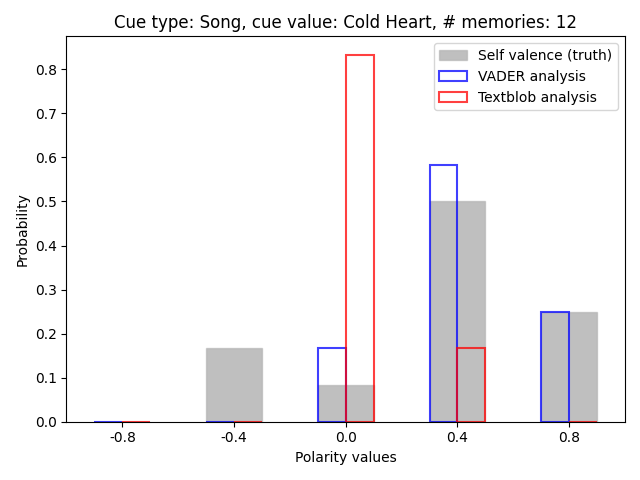 Cue type: Song, cue value: Cold Heart, # memories: 12
Self valence (truth)
VADER analysis
Textblob analysis
Probability
0.8
0.7
0.6
0.5
0.4
0.3
0.2
0.1
0.0
-0.8 -0.4 0.0 0.4 0.8
Polarity values